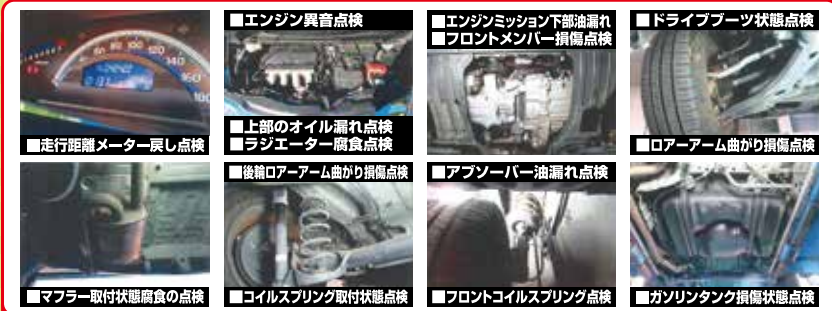 ■走行距離メーター戻し点検
■エンジン異音点検
■上部のオイル漏れ点検
■ラジエーター腐食点検
■エンジンミッション下部油漏れ
■フロントメンバー損傷点検
■ドライブブーツ状態点検
■ロアーアーム曲がり損傷点検
■マフラー取付状態腐食の点検
■後輪ロアーアーム曲がり損傷点検
■コイルスプリング取付状態点検
■アブソーバー油漏れ点検
■フロントコイルスプリング点検
■ガソリンタンク損傷状態点検